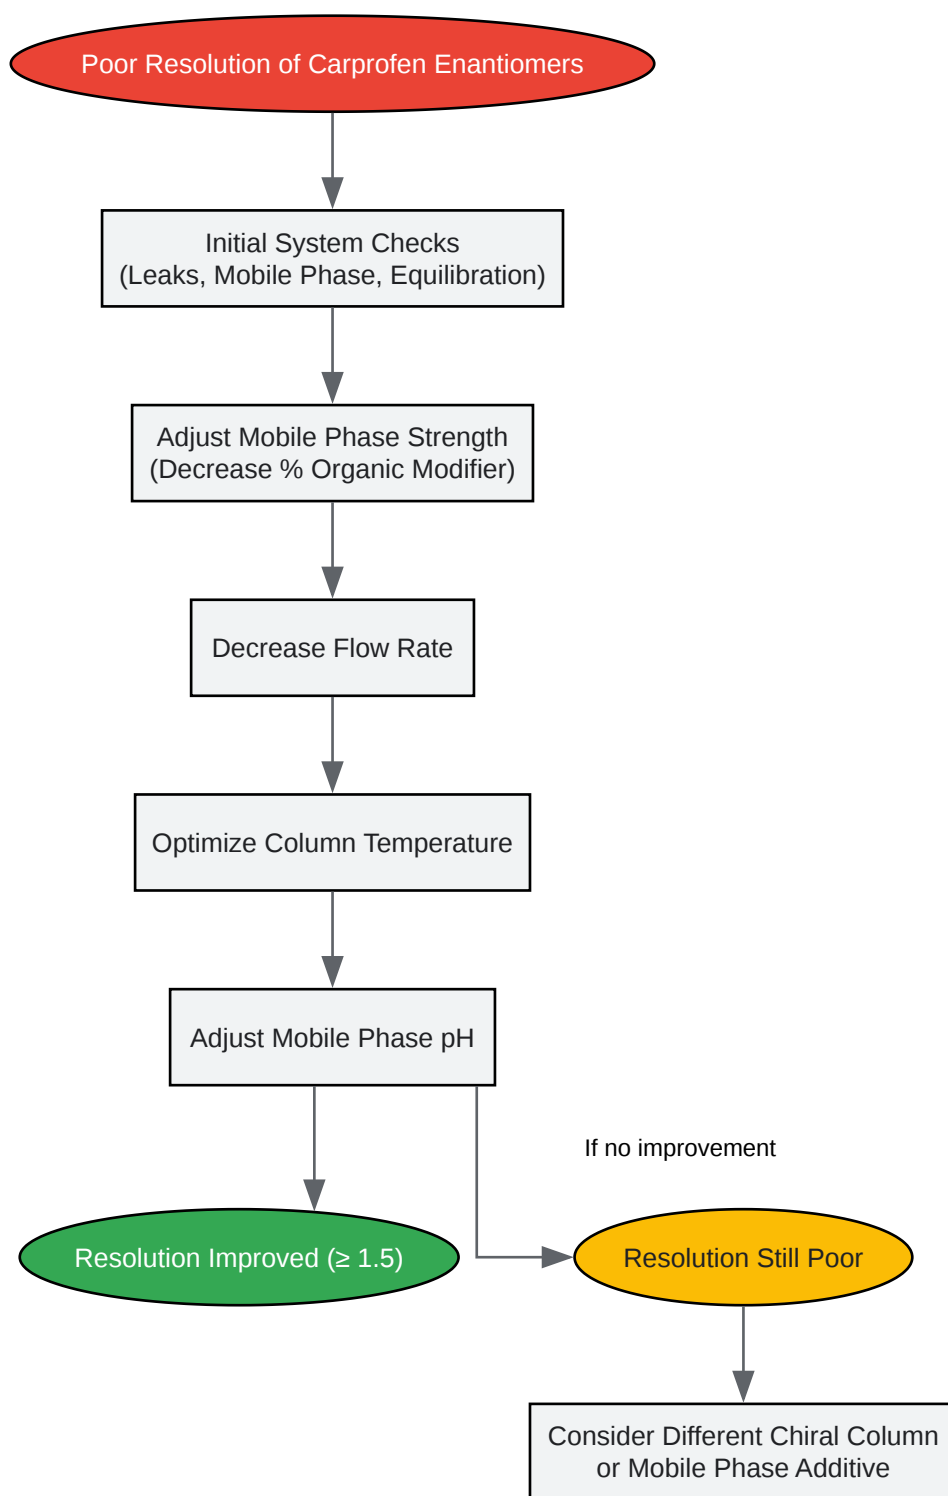 Poor Resolution of Carprofen Enantiomers
Initial System Checks
(Leaks, Mobile Phase, Equilibration)
Adjust Mobile Phase Strength
(Decrease % Organic Modifier)
Decrease Flow Rate
Optimize Column Temperature
Adjust Mobile Phase pH
If no improvement
Resolution Improved (≥ 1.5)
Resolution Still Poor
Consider Different Chiral Column
or Mobile Phase Additive